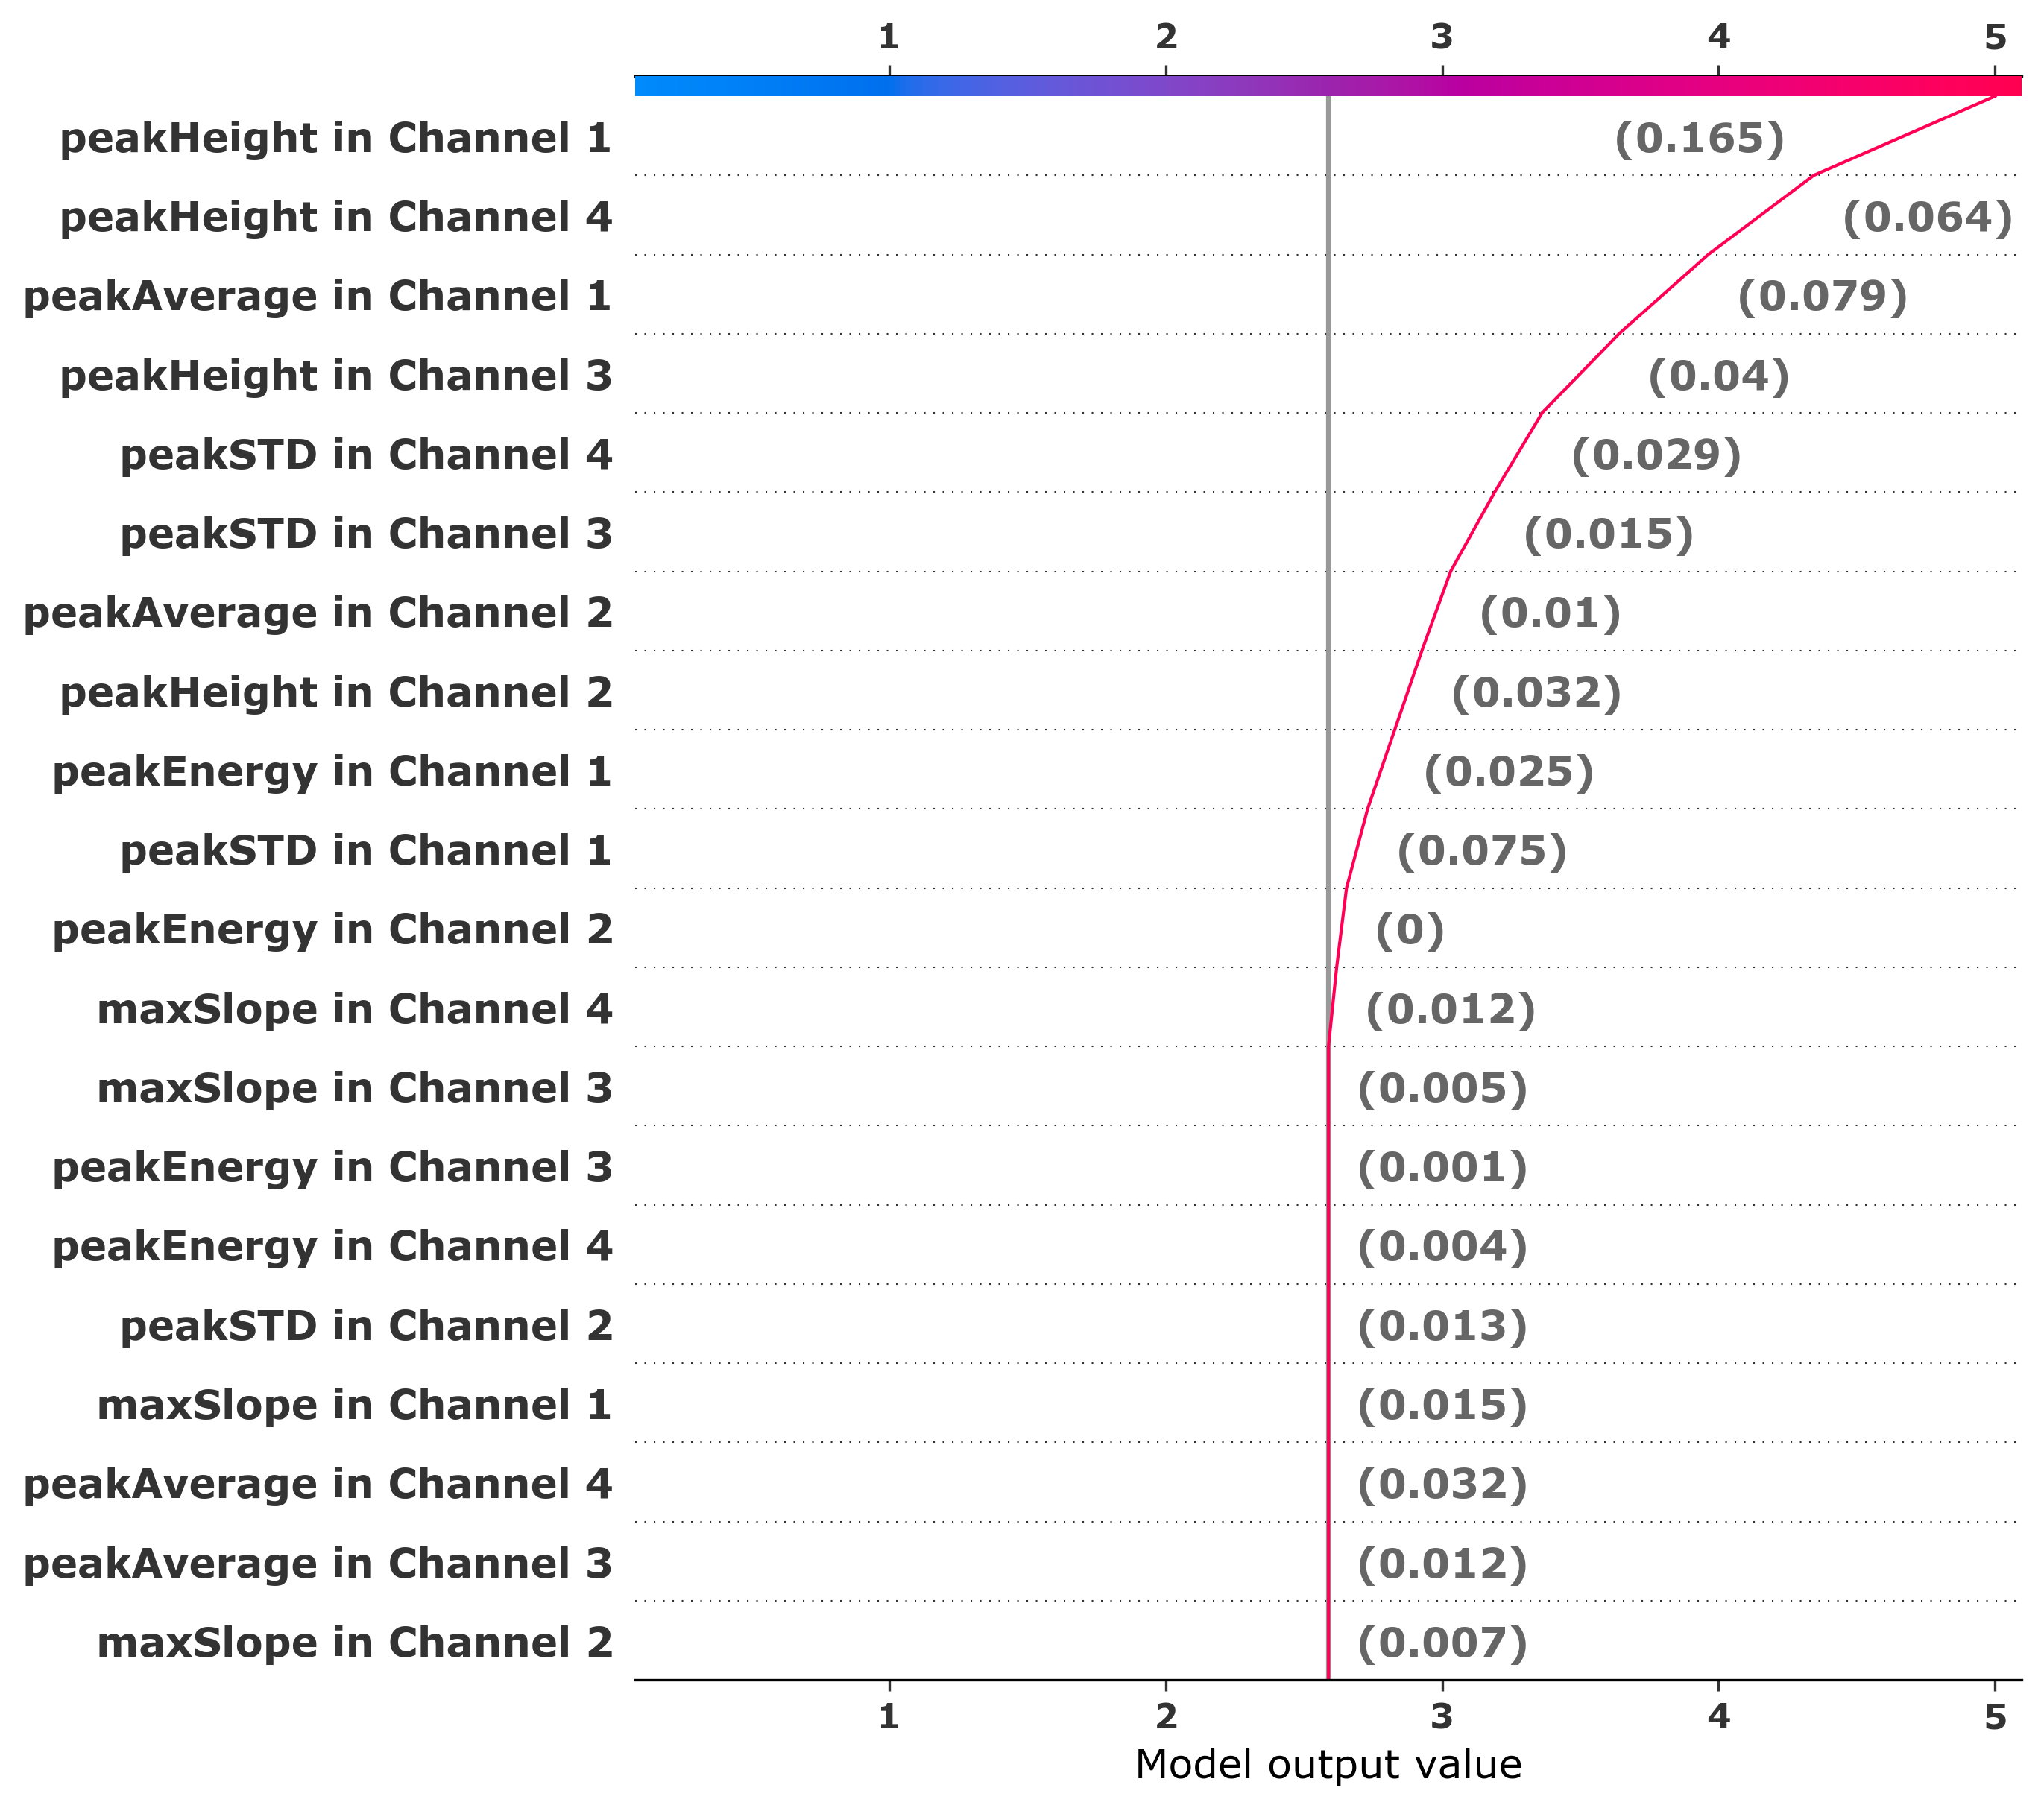 1 2 3 4 5
peakHeight in Channel 1 (0.165)
peakHeight in Channel 4 (0.064)
peakAverage in Channel 1 (0.079)
peakHeight in Channel 3 (0.04)
peakSTD in Channel 4 (0.029)
peakSTD in Channel 3 (0.015)
peakAverage in Channel 2 (0.01)
peakHeight in Channel 2 (0.032)
peakEnergy in Channel 1 (0.025)
peakSTD in Channel 1 (0.075)
peakEnergy in Channel 2 (0)
maxSlope in Channel 4 (0.012)
maxSlope in Channel 3 (0.005)
peakEnergy in Channel 3 (0.001)
peakEnergy in Channel 4 (0.004)
peakSTD in Channel 2 (0.013)
maxSlope in Channel 1 (0.015)
peakAverage in Channel 4 (0.032)
peakAverage in Channel 3 (0.012)
maxSlope in Channel 2 (0.007)
1 2 3 4 5
Model output value